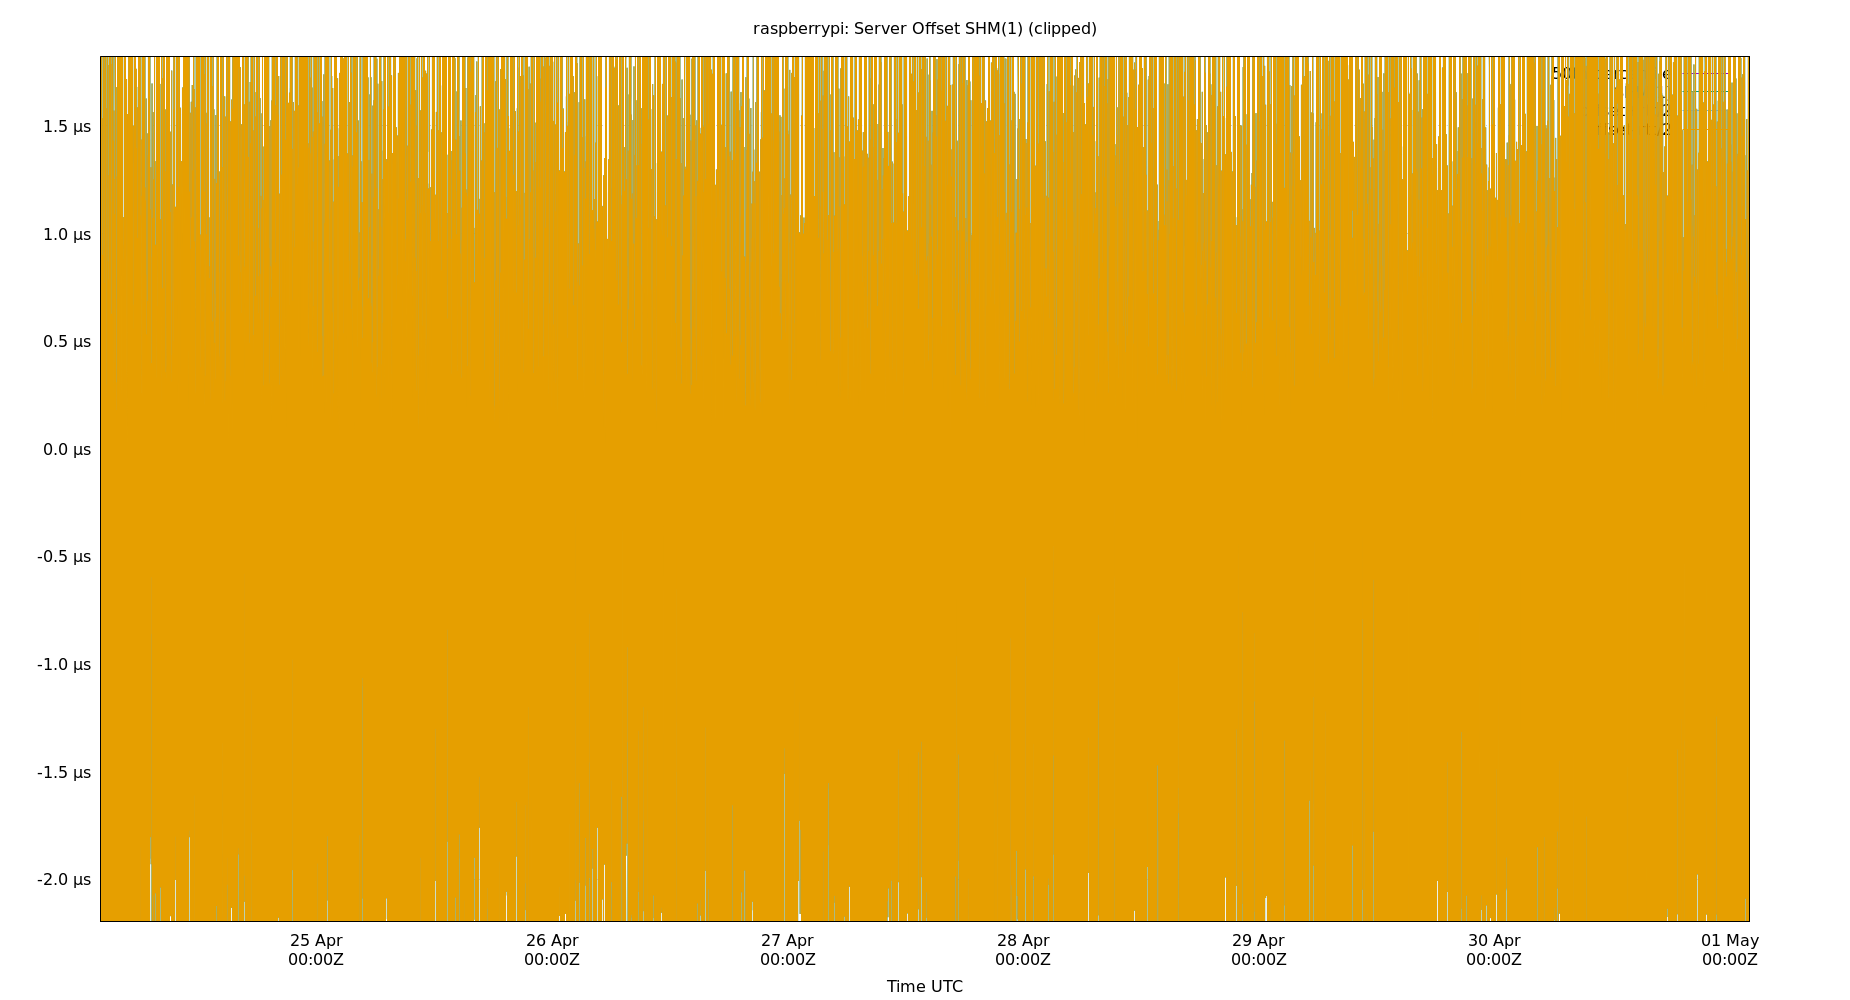 raspberrypi: Server Offset SHM(1) (clipped)
1.5 µs
1.0 µs
0.5 µs
0.0 µs
-0.5 µs
-1.0 µs
-1.5 µs
-2.0 µs
25 Apr
00:00Z
26 Apr
00:00Z
27 Apr
00:00Z
28 Apr
00:00Z
29 Apr
00:00Z
30 Apr
00:00Z
01 May
00:00Z
Time UTC